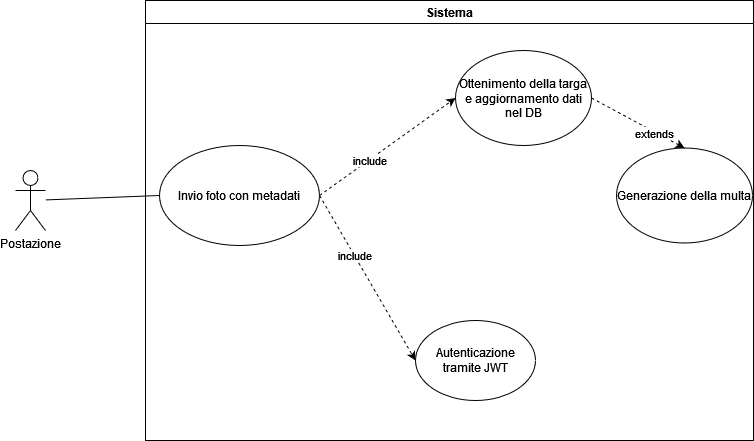 Sistema
Ottenimento della targa
e aggiornamento dati
nel DB
extends
include
Invio foto con metadati
Generazione della multa
Postazione
include
Autenticazione
tramite JWT